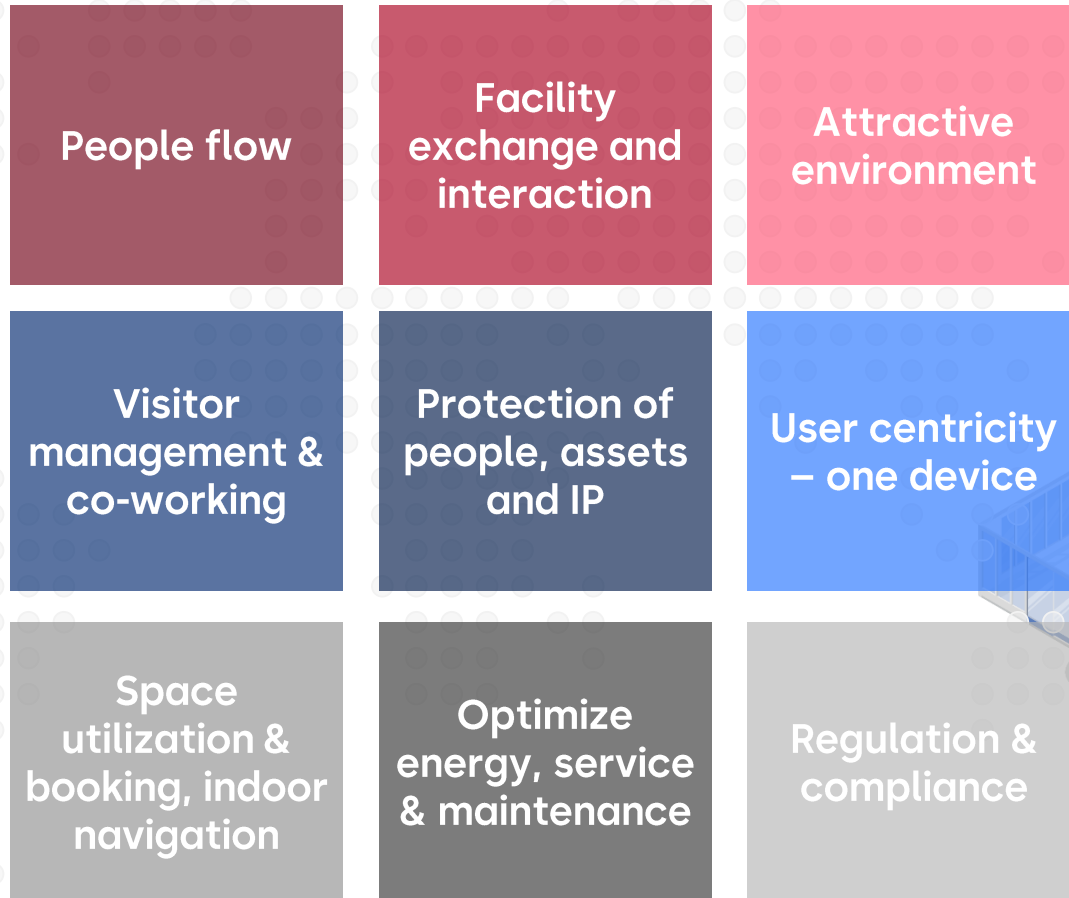 People flow
Facility
exchange and
interaction
Attractive
environment
Visitor
management &
co-working
Protection of
people, assets
and IP
User centricity
– one device
Space
utilization &
booking, indoor
navigation
Optimize
energy, service
& maintenance
Regulation &
compliance